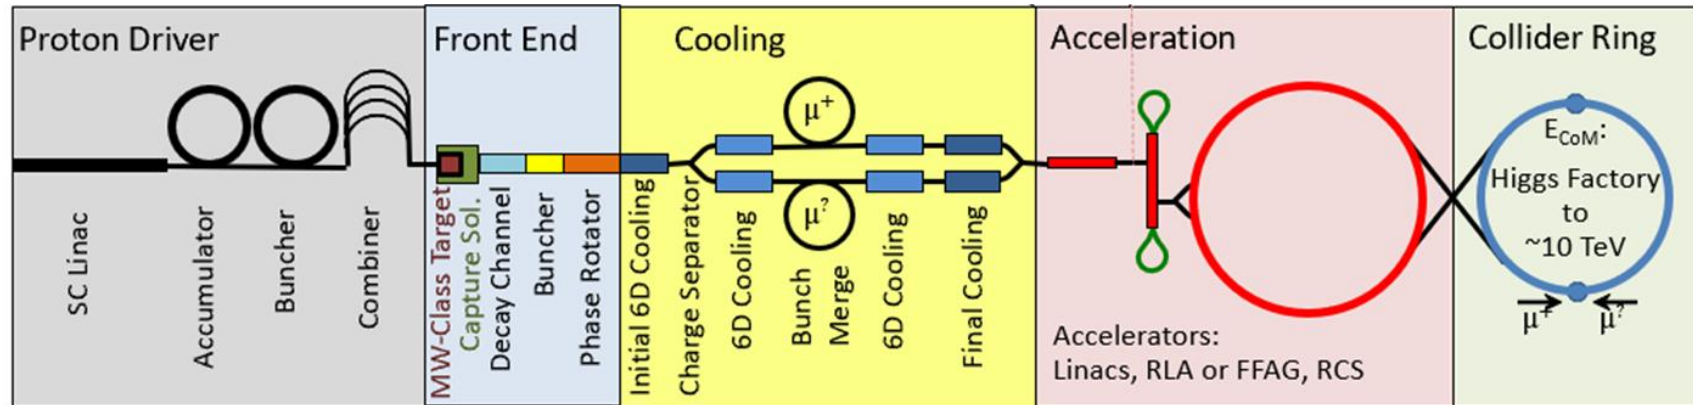 Proton Driver
SC Linac
Accumulator
Buncher
Combiner
Front End
MW-Class Target
Capture Sol.
Decay Channel
Buncher
Phase Rotator
Cooling
Initial 6D Cooling
Charge Separator
6D Cooling
μ+
μ?
Bunch
Merge
6D Cooling
Final Cooling
Acceleration
Accelerators:
Linacs, RLA or FFAG, RCS
Collider Ring
ECoM:
Higgs Factory
to
~10 TeV
μ+ μ?